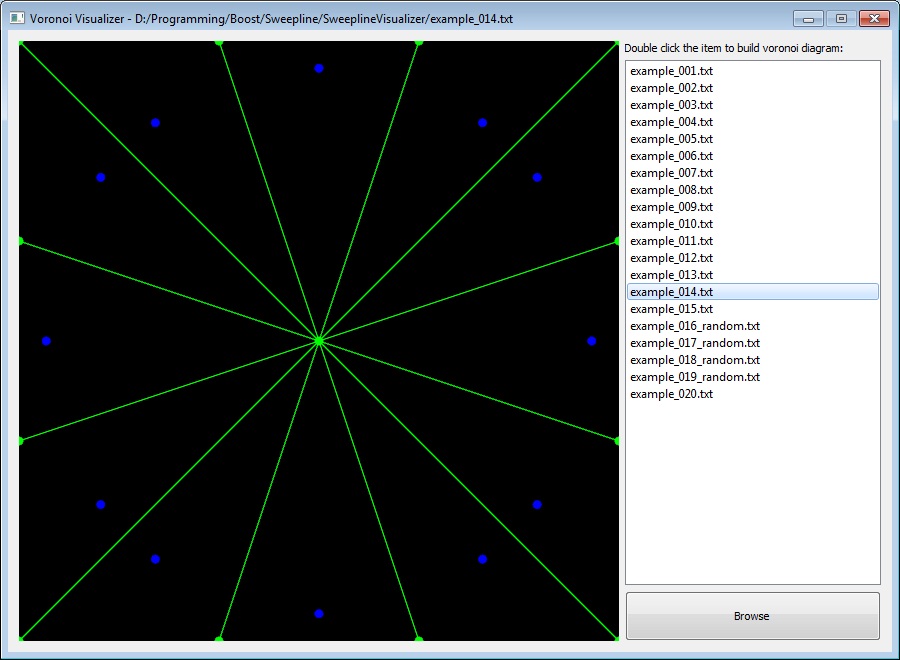 Voronoi Visualizer - D:/Programming/Boost/Sweepline/SweeplineVisualizer/example_014.txt
Double click the item to build voronoi diagram:
example_001.txt
example_002.txt
example_003.txt
example_004.txt
example_005.txt
example_006.txt
example_007.txt
example_008.txt
example_009.txt
example_010.txt
example_011.txt
example_012.txt
example_013.txt
example_014.txt
example_015.txt
example_016_random.txt
example_017_random.txt
example_018_random.txt
example_019_random.txt
example_020.txt
Browse